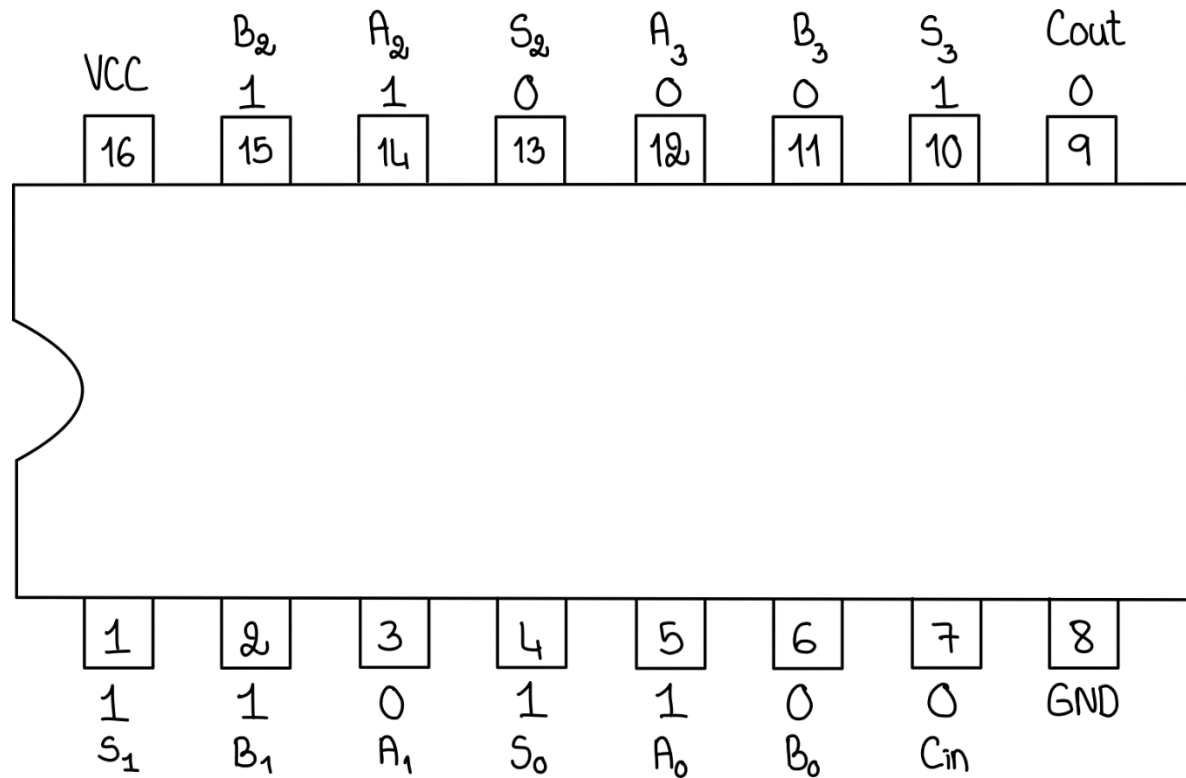 VCC B₂ A₂ S₂ A₃ B₃ S₃ Cout
1 1 0 0 0 1 0
16 15 14 13 12 11 10 9
1 2 3 4 5 6 7 8
1 1 0 1 1 0 0 GND
S₁ B₁ A₁ S₀ A₀ B₀ Cin